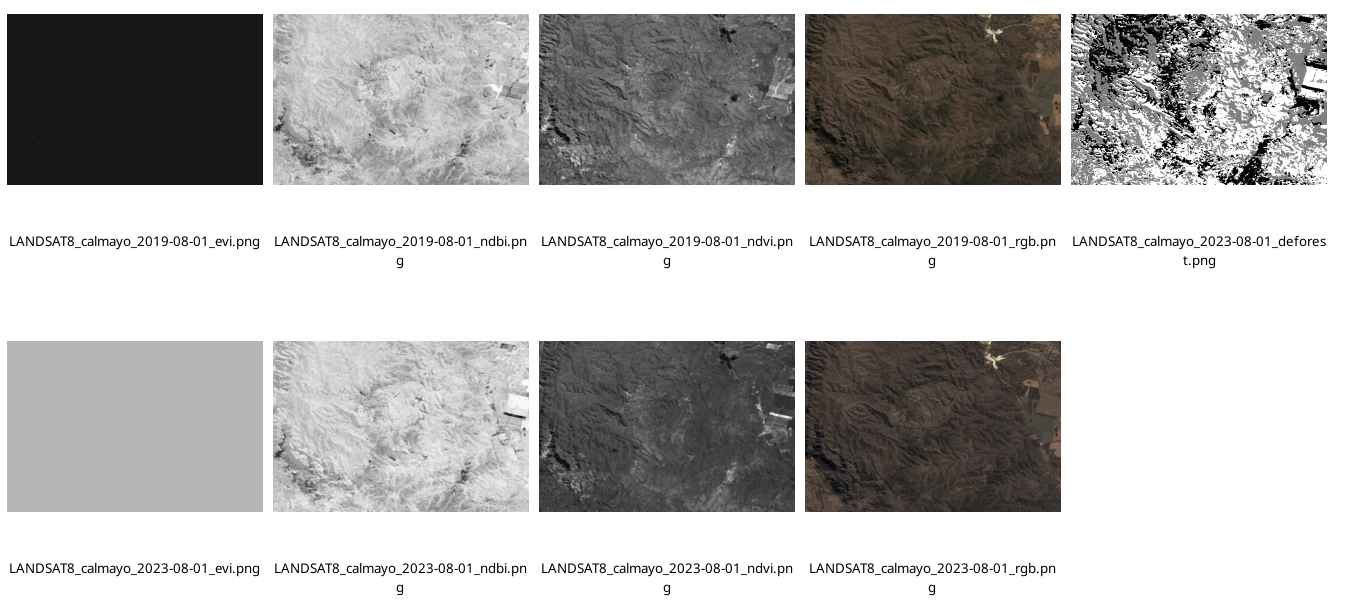 LANDSAT8_calmayo_2019-08-01_evi.png
LANDSAT8_calmayo_2019-08-01_ndbi.pn
g
LANDSAT8_calmayo_2019-08-01_ndvi.pn
g
LANDSAT8_calmayo_2019-08-01_rgb.pn
g
LANDSAT8_calmayo_2023-08-01_defores
t.png
LANDSAT8_calmayo_2023-08-01_evi.png
LANDSAT8_calmayo_2023-08-01_ndbi.pn
g
LANDSAT8_calmayo_2023-08-01_ndvi.pn
g
LANDSAT8_calmayo_2023-08-01_rgb.pn
g